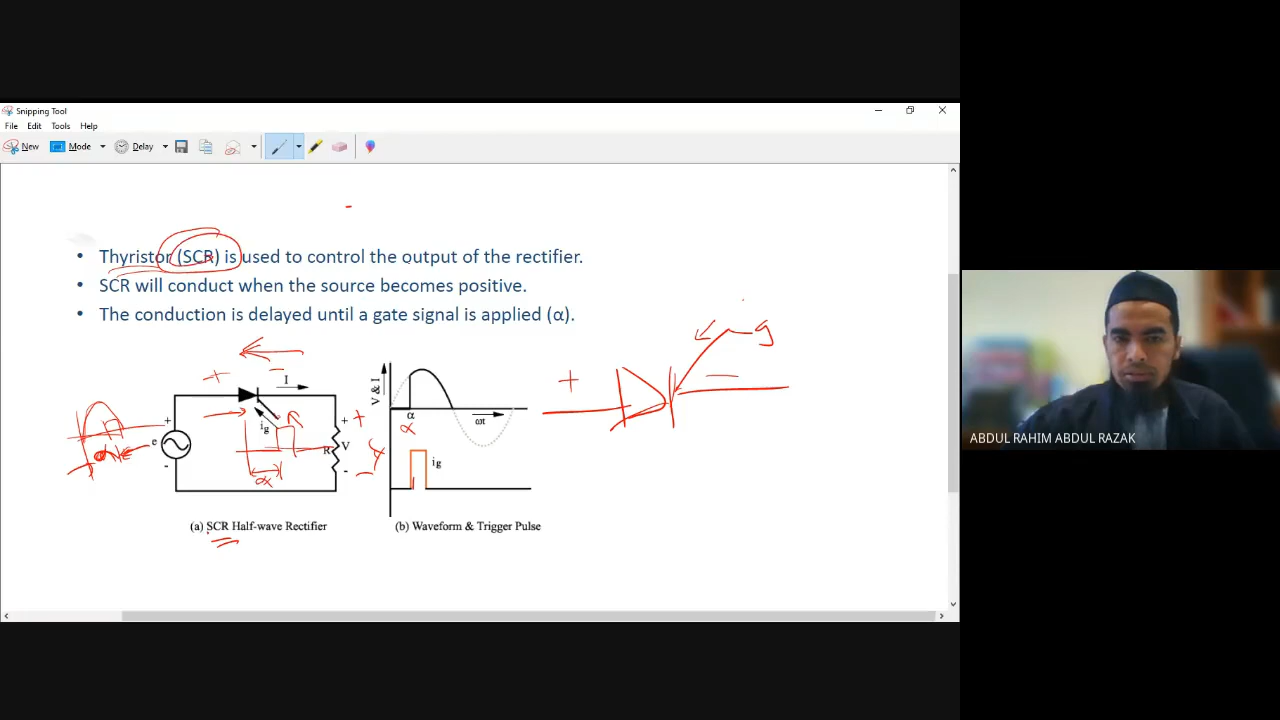 Snipping Tool
File Edit Tools Help
New Mode Delay
• Thyristor (SCR) is used to control the output of the rectifier.
• SCR will conduct when the source becomes positive.
• The conduction is delayed until a gate signal is applied (α).
g
+ -
+ - I
V & I
α
ωt
α
+
e
-
ig
α
R
+
V
-
+
-
ig
α
+ -
(a) SCR Half-wave Rectifier
(b) Waveform & Trigger Pulse
ABDUL RAHIM ABDUL RAZAK